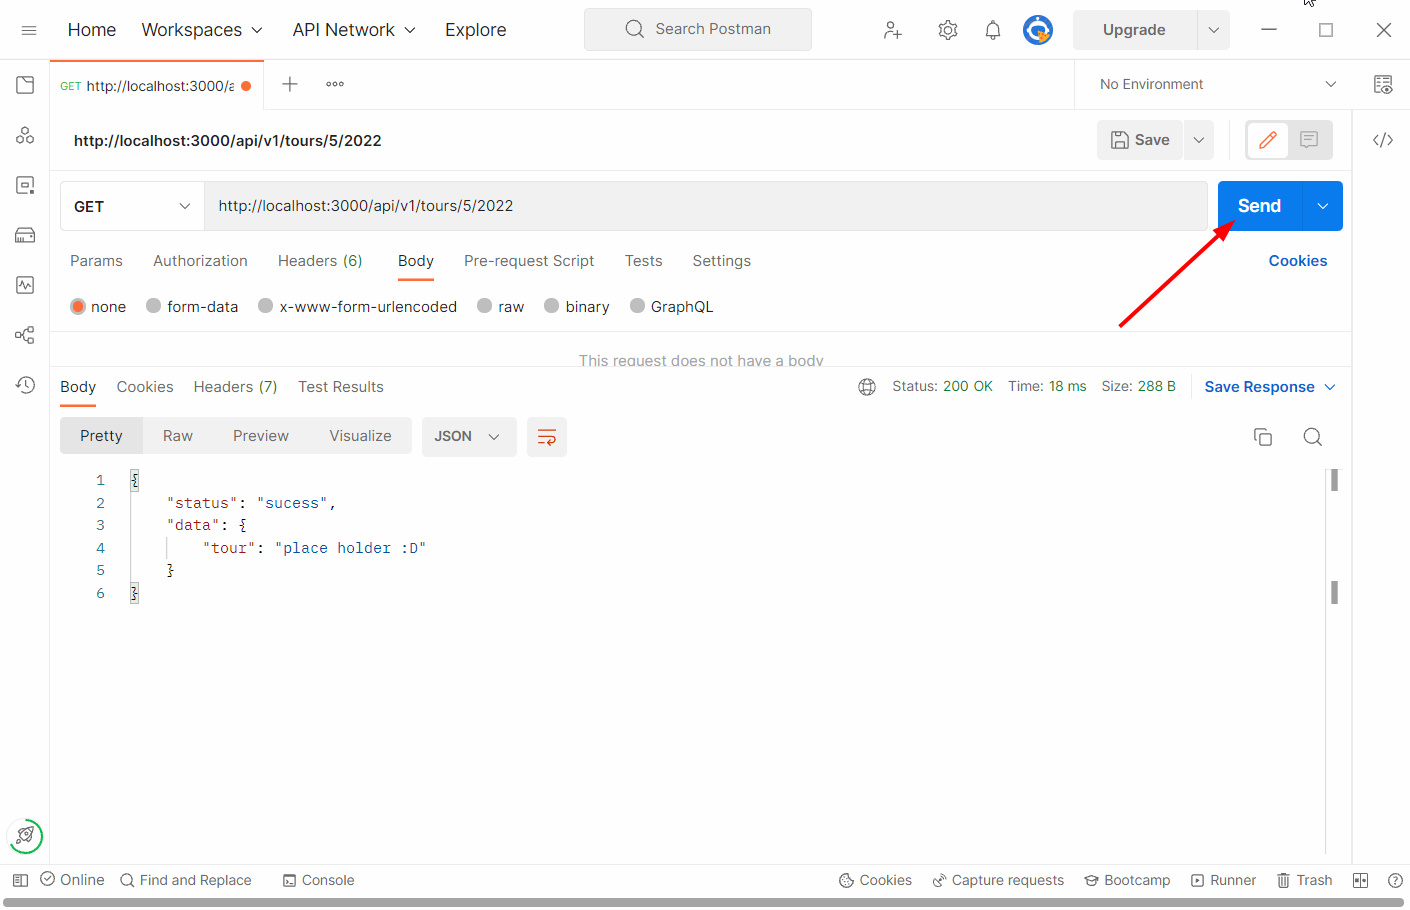 Home Workspaces API Network Explore Search Postman Upgrade
GET http://localhost:3000/a No Environment
http://localhost:3000/api/v1/tours/5/2022 Save
GET http://localhost:3000/api/v1/tours/5/2022 Send
Params Authorization Headers (6) Body Pre-request Script Tests Settings Cookies
none form-data x-www-form-urlencoded raw binary GraphQL
This request does not have a body
Body Cookies Headers (7) Test Results Status: 200 OK Time: 18 ms Size: 288 B Save Response
Pretty Raw Preview Visualize JSON
1 {
2 "status": "sucess",
3 "data": {
4 "tour": "place holder :D"
5 }
6 }
Online Find and Replace Console Cookies Capture requests Bootcamp Runner Trash